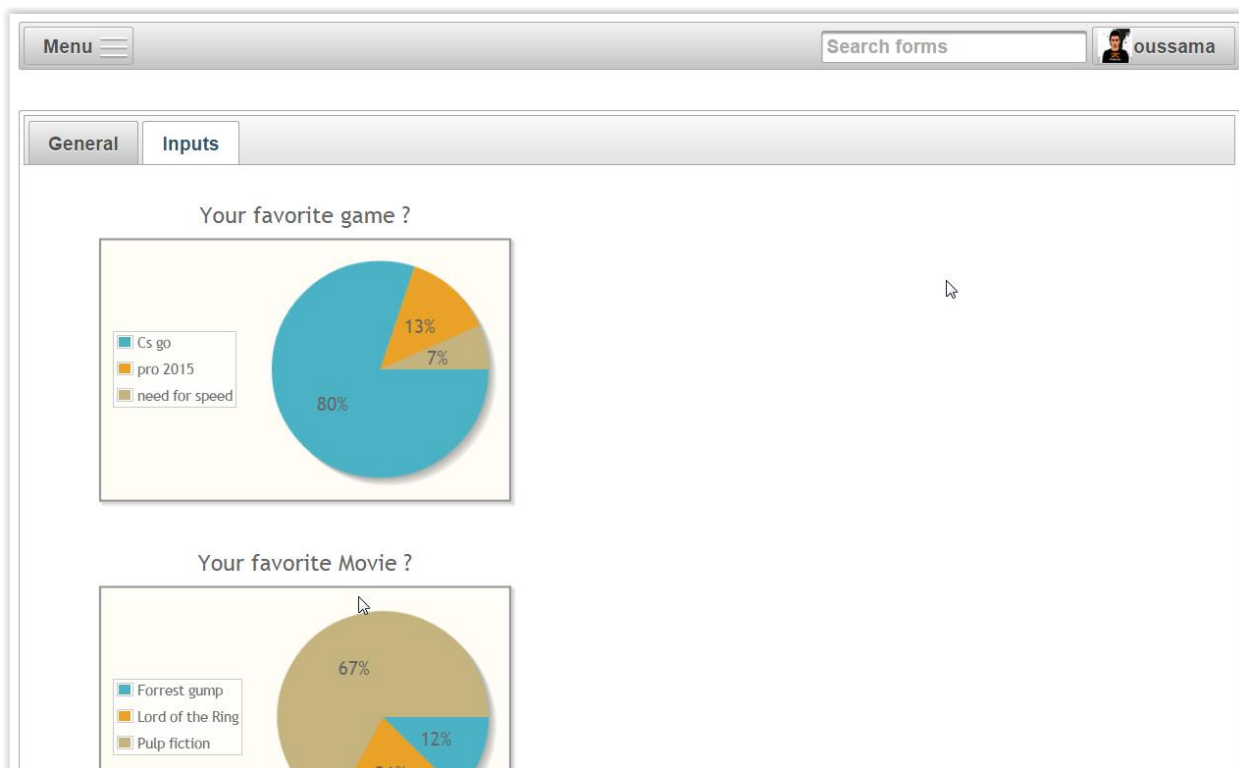 Menu
Search forms
oussama
General
Inputs
Your favorite game ?
13%
Cs go
7%
pro 2015
need for speed
80%
Your favorite Movie ?
67%
Forrest gump
Lord of the Ring
12%
Pulp fiction